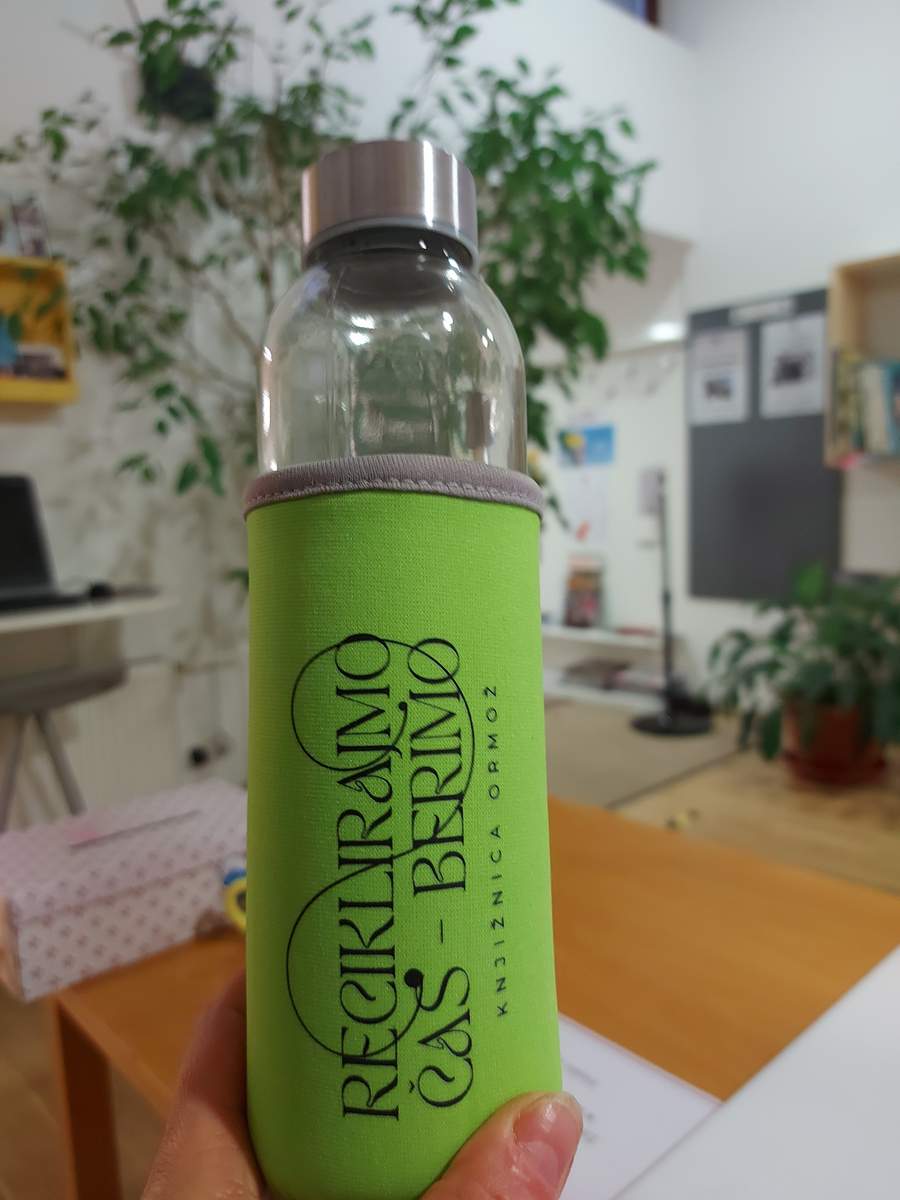 RECIKLIRAJMO
ČAS – BERIMO
KNJIŽNICA ORMOŽ